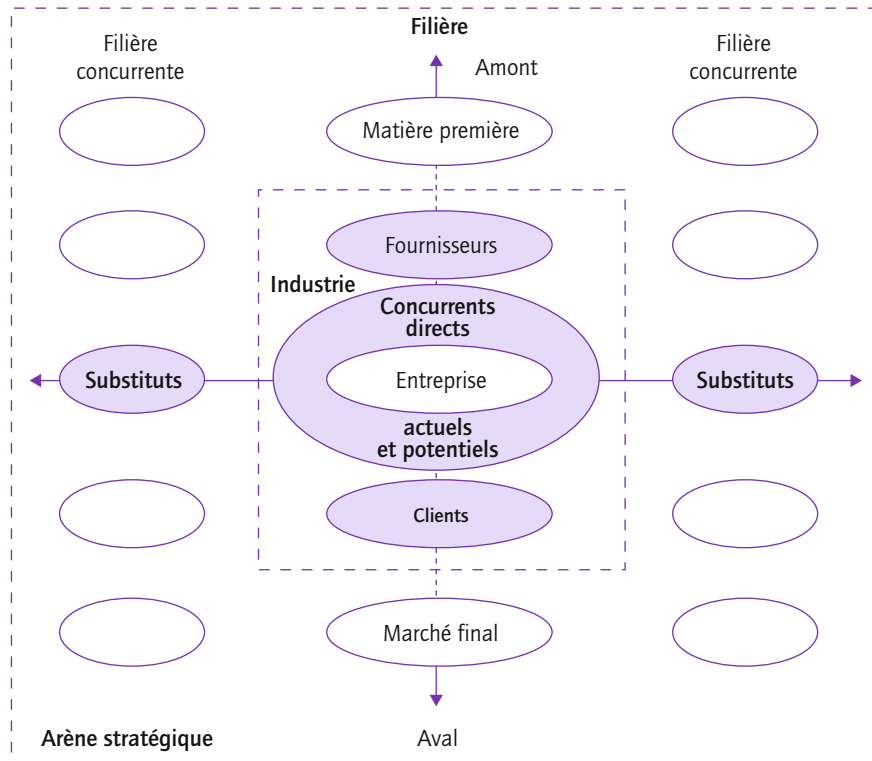 Filière
Filière
concurrente
Amont
Filière
concurrente
Matière première
Fournisseurs
Industrie
Concurrents
directs
Substituts
Entreprise
Substituts
actuels
et potentiels
Clients
Marché final
Arène stratégique
Aval